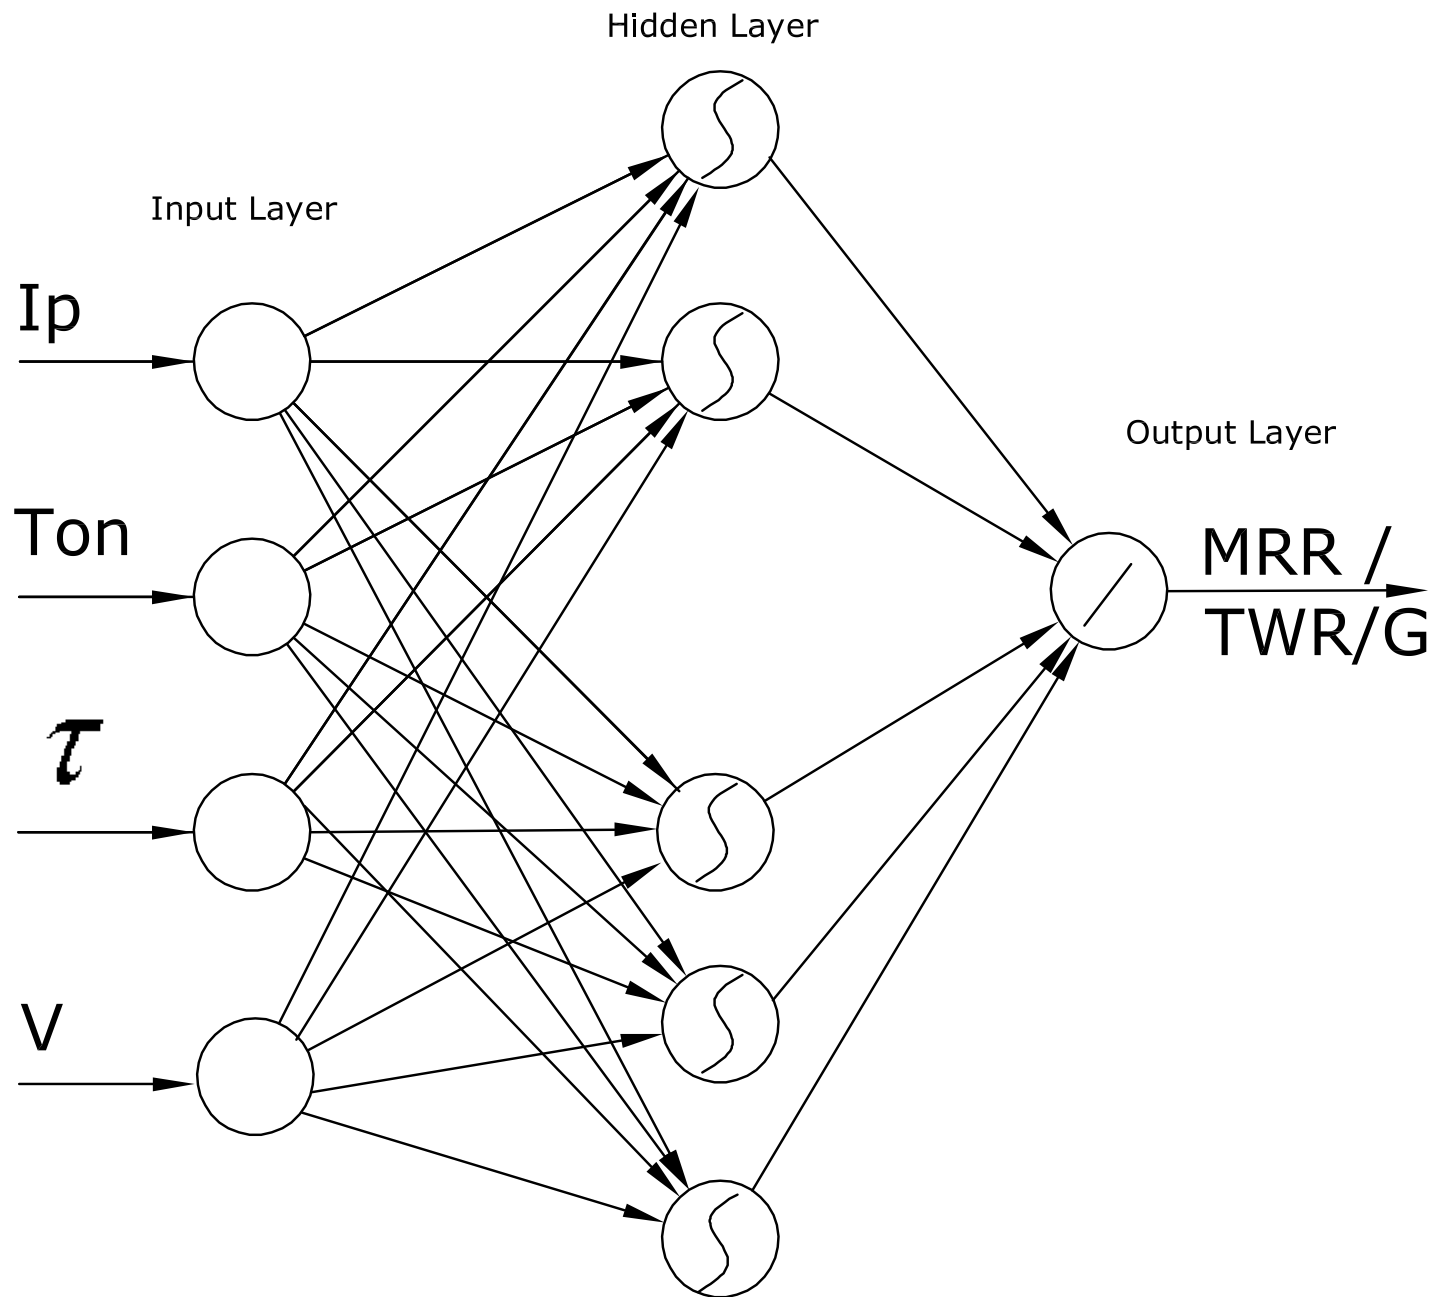 Hidden Layer
Input Layer
Ip
Output Layer
Ton
MRR /
TWR/G
τ
V